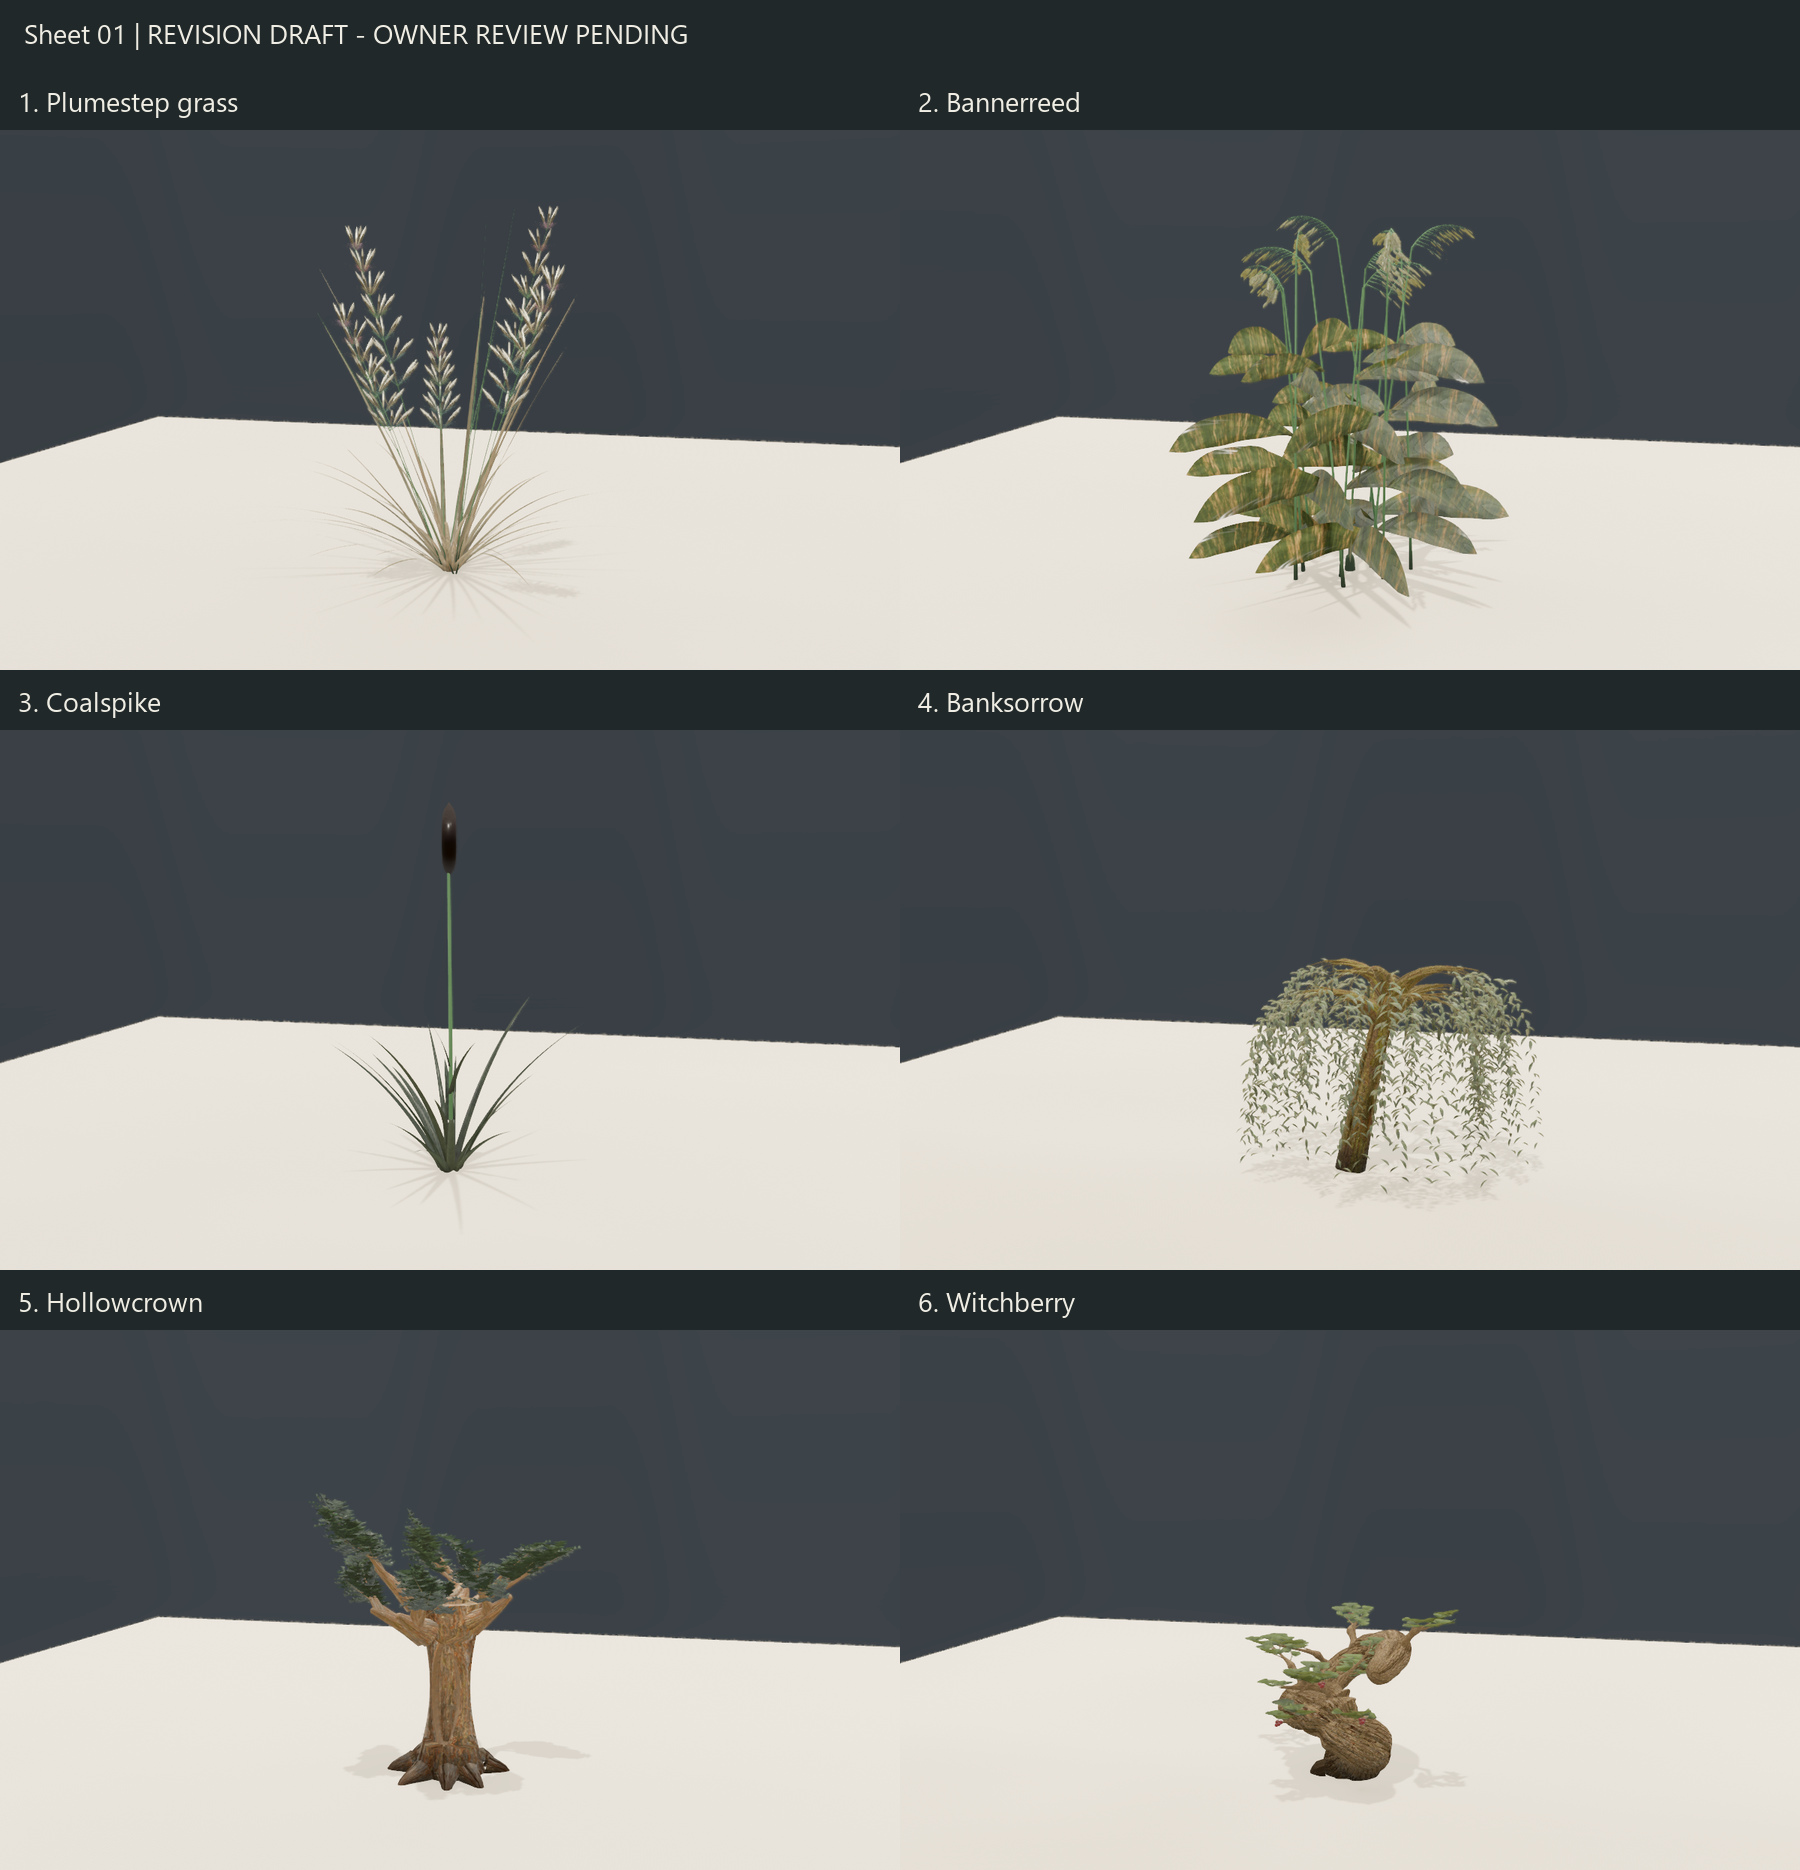 Sheet 01 | REVISION DRAFT - OWNER REVIEW PENDING
1. Plumestep grass
2. Bannerreed
3. Coalspike
4. Banksorrow
5. Hollowcrown
6. Witchberry